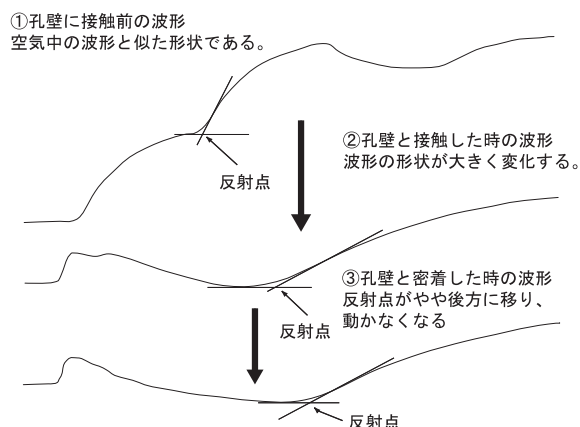 ①孔壁に接触前の波形
空気中の波形と似た形状である。
反射点
②孔壁と接触した時の波形
波形の形状が大きく変化する。
反射点
③孔壁と密着した時の波形
反射点がやや後方に移り、
動かなくなる
反射点